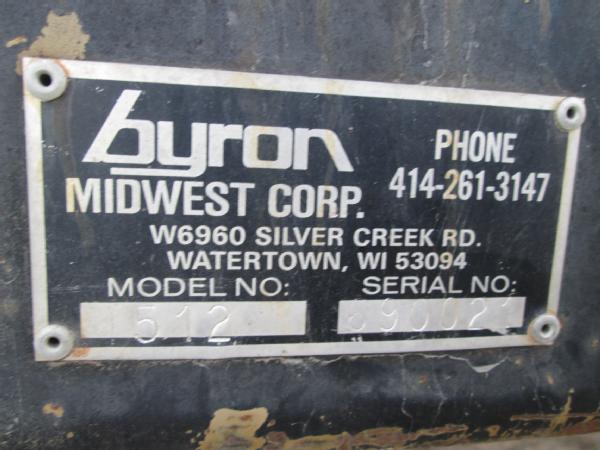 byron
MIDWEST CORP.
PHONE
414-261-3147
W6960 SILVER CREEK RD.
WATERTOWN, WI 53094
MODEL NO: SERIAL NO:
512